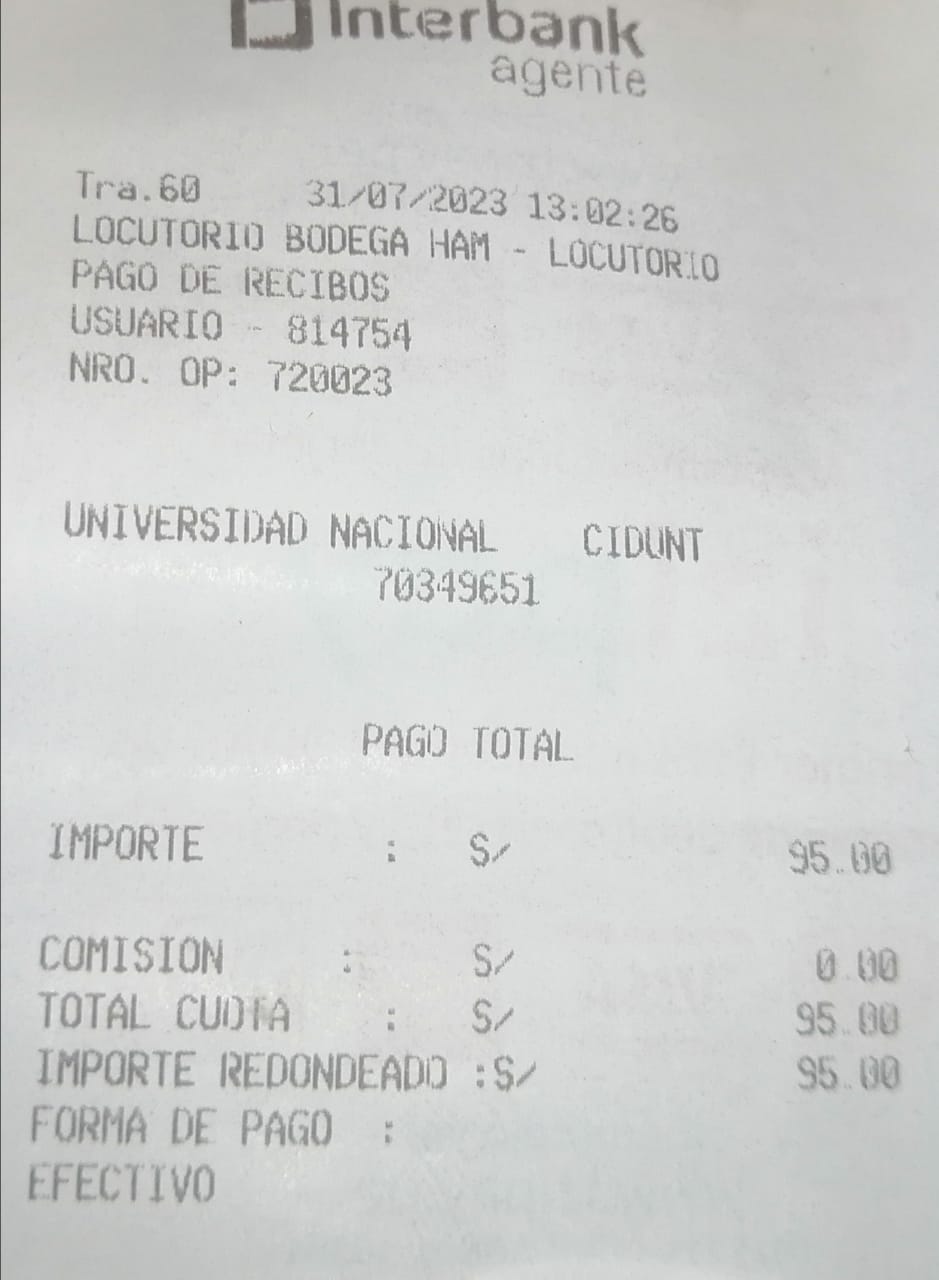 Interbank
agente
Tra.60 31/07/2023 13:02:26
LOCUTORIO BODEGA HAM - LOCUTORIO
PAGO DE RECIBOS
USUARIO - 814754
NRO. OP: 720023
UNIVERSIDAD NACIONAL CIDUNT
70349651
PAGO TOTAL
IMPORTE : S/ 95.00
COMISION : S/ 0.00
TOTAL CUOTA : S/ 95.00
IMPORTE REDONDEADO :S/ 95.00
FORMA DE PAGO :
EFECTIVO